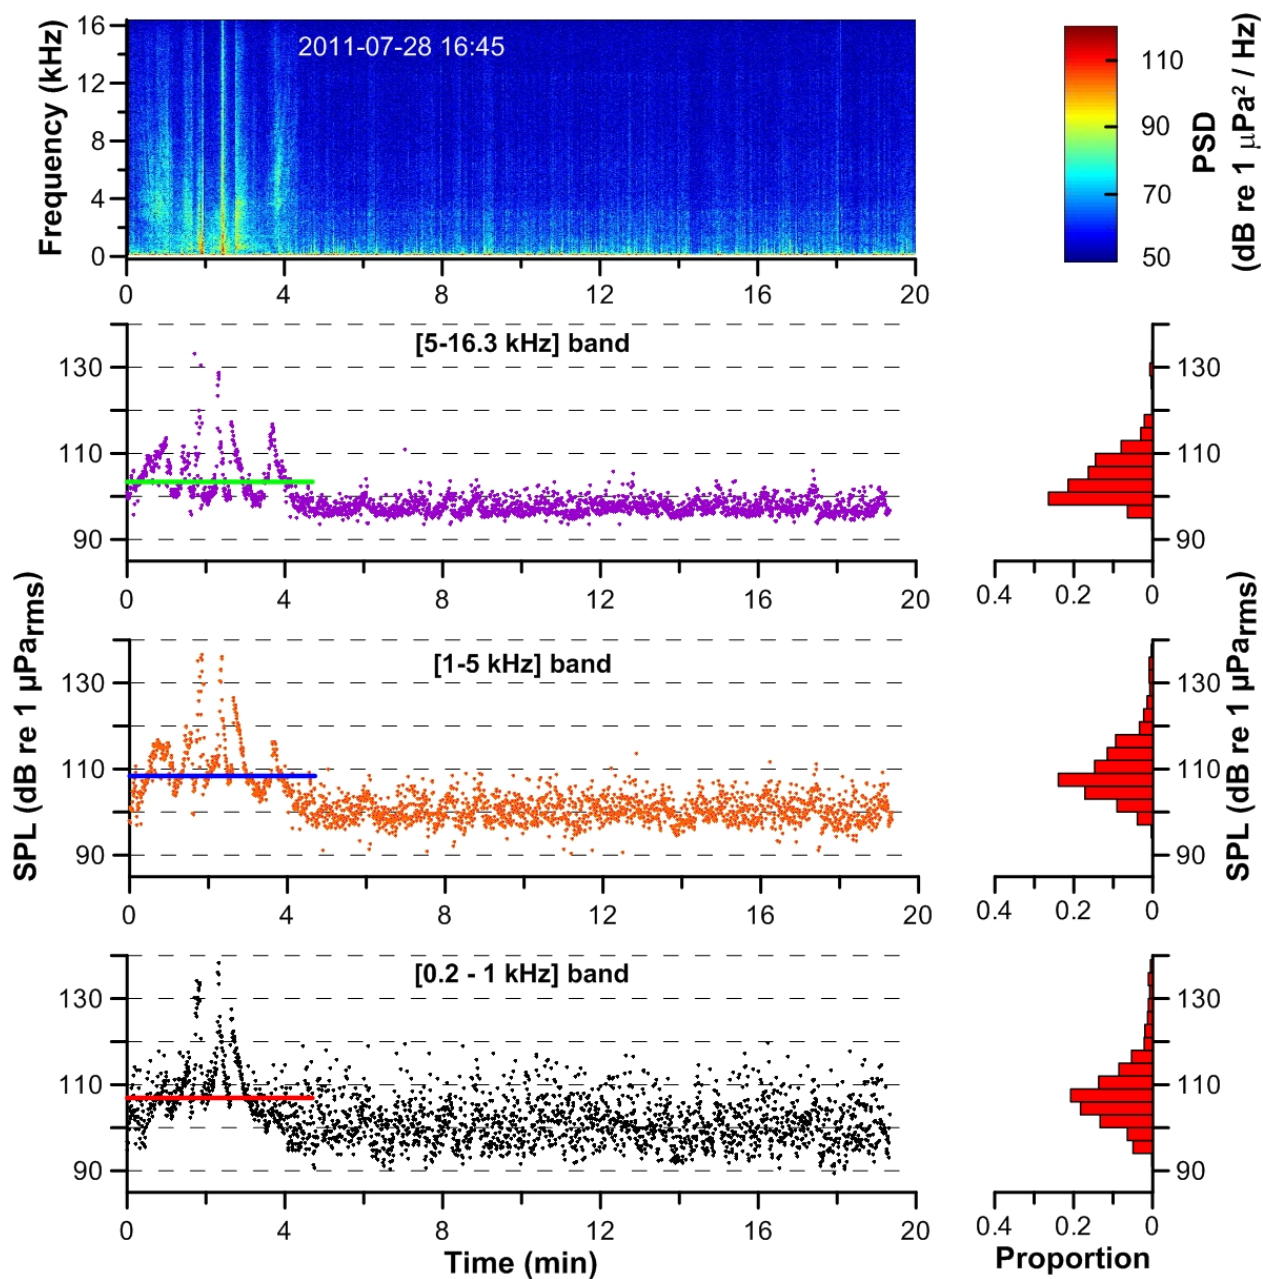 2011-07-28 16:45
Frequency (kHz)
16
12
8
4
0
0 4 8 12 16 20
110
90
70
50
PSD
(dB re 1 µPa² / Hz)
[5-16.3 kHz] band
130
110
90
0 4 8 12 16 20
130
110
90
0.4 0.2 0
SPL (dB re 1 µParms)
[1-5 kHz] band
130
110
90
0 4 8 12 16 20
130
110
90
0.4 0.2 0
SPL (dB re 1 µParms)
[0.2 - 1 kHz] band
130
110
90
0 4 8 12 16 20
Time (min)
130
110
90
0.4 0.2 0
Proportion